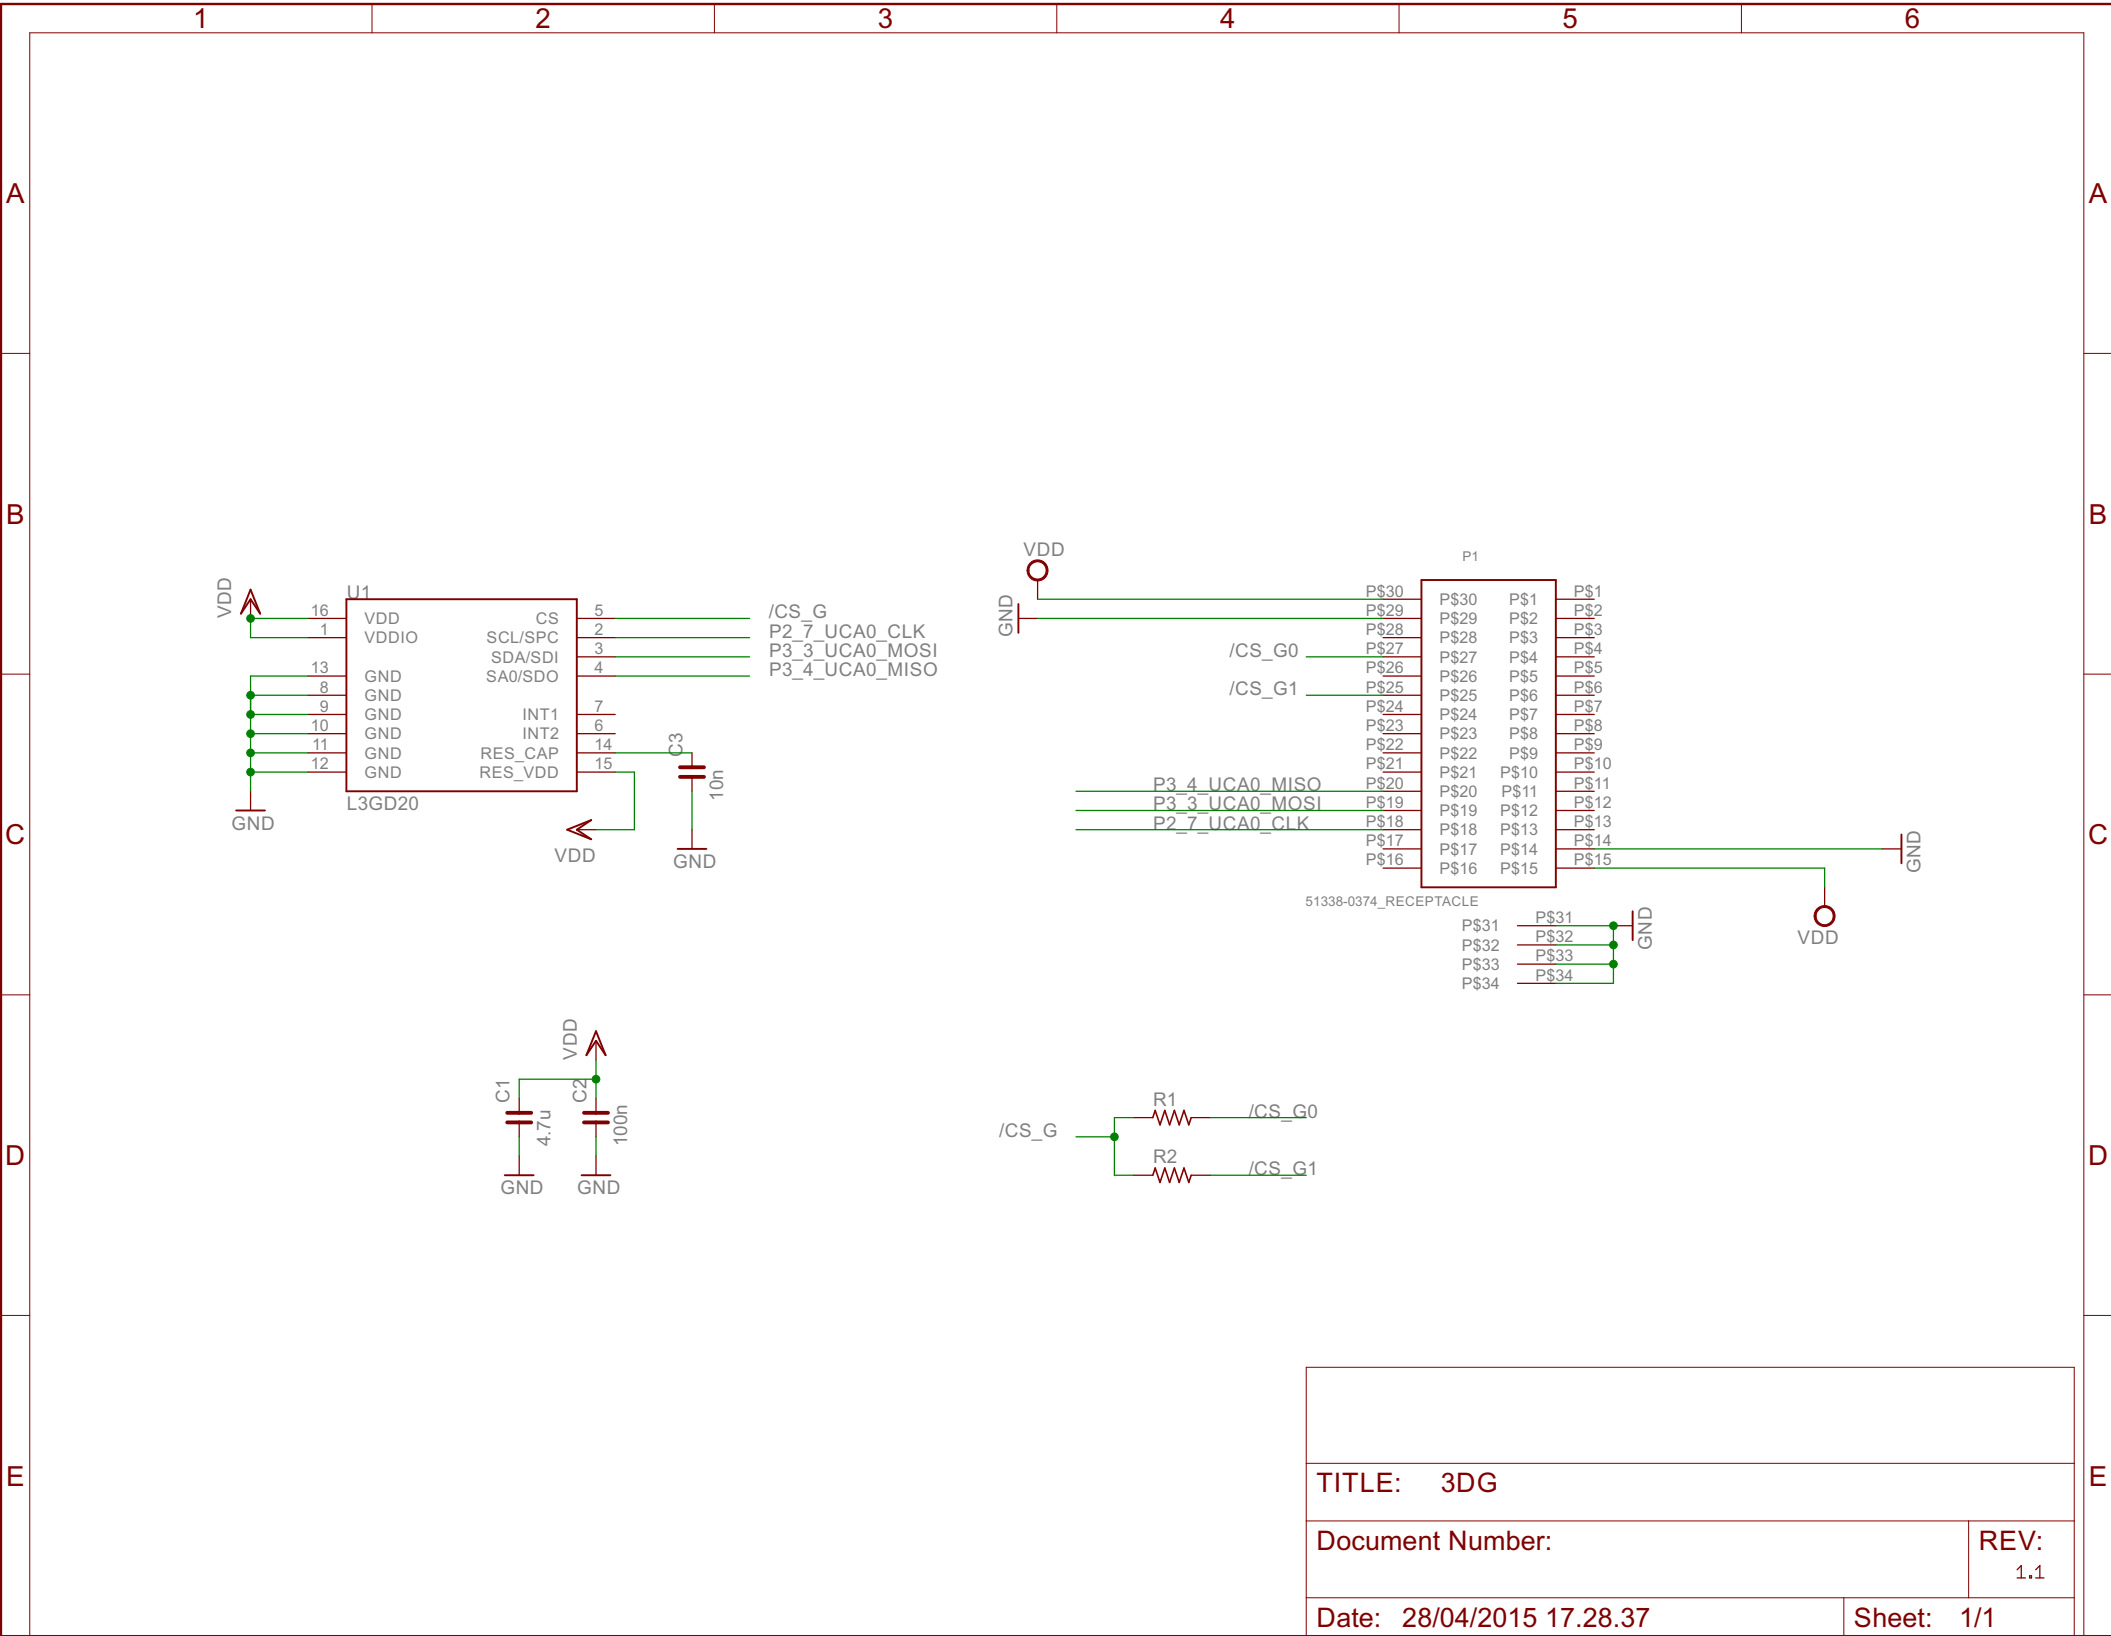 1 2 3 4 5 6
A A
B B
C C
D D
E E
VDD
U1
16 VDD CS 5 /CS_G
1 VDDIO SCL/SPC 2 P2_7_UCA0_CLK
SDA/SDI 3 P3_3_UCA0_MOSI
13 GND SA0/SDO 4 P3_4_UCA0_MISO
8 GND
9 GND INT1 7
10 GND INT2 6
11 GND RES_CAP 14
12 GND RES_VDD 15
L3GD20
GND
VDD
C3
10n
GND
VDD
GND
P1
P$30 P$30 P$1 P$1
P$29 P$29 P$2 P$2
P$28 P$28 P$3 P$3
/CS_G0 P$27 P$27 P$4 P$4
P$26 P$26 P$5 P$5
/CS_G1 P$25 P$25 P$6 P$6
P$24 P$24 P$7 P$7
P$23 P$23 P$8 P$8
P$22 P$22 P$9 P$9
P$21 P$21 P$10 P$10
P3_4_UCA0_MISO P$20 P$20 P$11 P$11
P3_3_UCA0_MOSI P$19 P$19 P$12 P$12
P2_7_UCA0_CLK P$18 P$18 P$13 P$13
P$17 P$17 P$14 P$14
P$16 P$16 P$15 P$15
GND
VDD
51338-0374_RECEPTACLE
P$31 P$31
P$32 P$32
P$33 P$33
P$34 P$34
GND
VDD
C1
4.7u
C2
100n
GND GND
/CS_G
R1 /CS_G0
R2 /CS_G1
TITLE: 3DG
Document Number:
REV:
1.1
Date: 28/04/2015 17.28.37
Sheet: 1/1